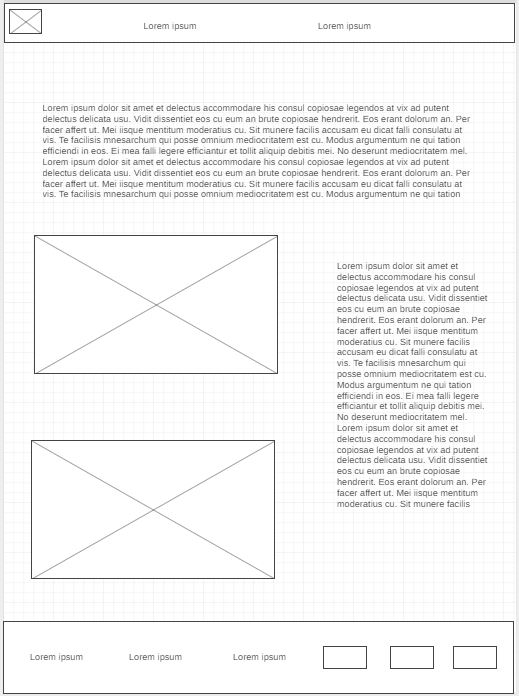 Lorem ipsum
Lorem ipsum
Lorem ipsum dolor sit amet et delectus accommodare his consul copiosae legendos at vix ad putent
delectus delicata usu. Vidit dissentiet eos cu eum an brute copiosae hendrerit. Eos erant dolorum an. Per
facer affert ut. Mei iisque mentitum moderatius cu. Sit munere facilis accusam eu dicat falli consulatu at
vis. Te facilisis mnesarchum qui posse omnium mediocritatem est cu. Modus argumentum ne qui tation
efficiendi in eos. Ei mea falli legere efficiantur et tollit aliquip debitis mei. No deserunt mediocritatem mel.
Lorem ipsum dolor sit amet et delectus accommodare his consul copiosae legendos at vix ad putent
delectus delicata usu. Vidit dissentiet eos cu eum an brute copiosae hendrerit. Eos erant dolorum an. Per
facer affert ut. Mei iisque mentitum moderatius cu. Sit munere facilis accusam eu dicat falli consulatu at
vis. Te facilisis mnesarchum qui posse omnium mediocritatem est cu. Modus argumentum ne qui tation
Lorem ipsum dolor sit amet et
delectus accommodare his consul
copiosae legendos at vix ad putent
delectus delicata usu. Vidit dissentiet
eos cu eum an brute copiosae
hendrerit. Eos erant dolorum an. Per
facer affert ut. Mei iisque mentitum
moderatius cu. Sit munere facilis
accusam eu dicat falli consulatu at
vis. Te facilisis mnesarchum qui
posse omnium mediocritatem est cu.
Modus argumentum ne qui tation
efficiendi in eos. Ei mea falli legere
efficiantur et tollit aliquip debitis mei.
No deserunt mediocritatem mel.
Lorem ipsum dolor sit amet et
delectus accommodare his consul
copiosae legendos at vix ad putent
delectus delicata usu. Vidit dissentiet
eos cu eum an brute copiosae
hendrerit. Eos erant dolorum an. Per
facer affert ut. Mei iisque mentitum
moderatius cu. Sit munere facilis
Lorem ipsum
Lorem ipsum
Lorem ipsum